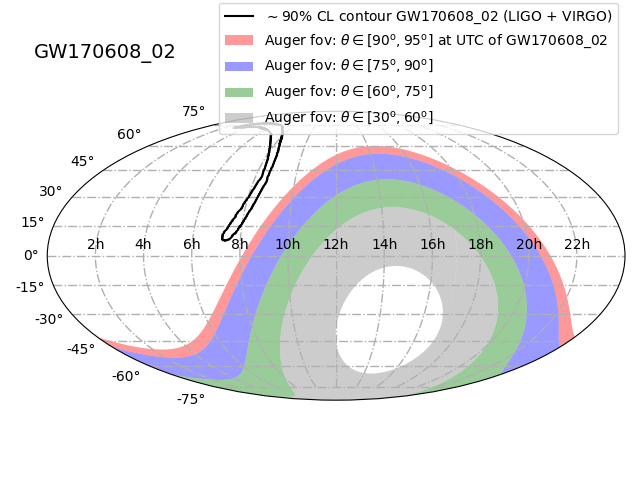 GW170608_02
~90% CL contour GW170608_02 (LIGO + VIRGO)
Auger fov: θ ∈ [90°, 95°] at UTC of GW170608_02
Auger fov: θ ∈ [75°, 90°]
Auger fov: θ ∈ [60°, 75°]
Auger fov: θ ∈ [30°, 60°]
75°
60°
45°
30°
15°
0°
2h 4h 6h 8h 10h 12h 14h 16h 18h 20h 22h
-15°
-30°
-45°
-60°
-75°